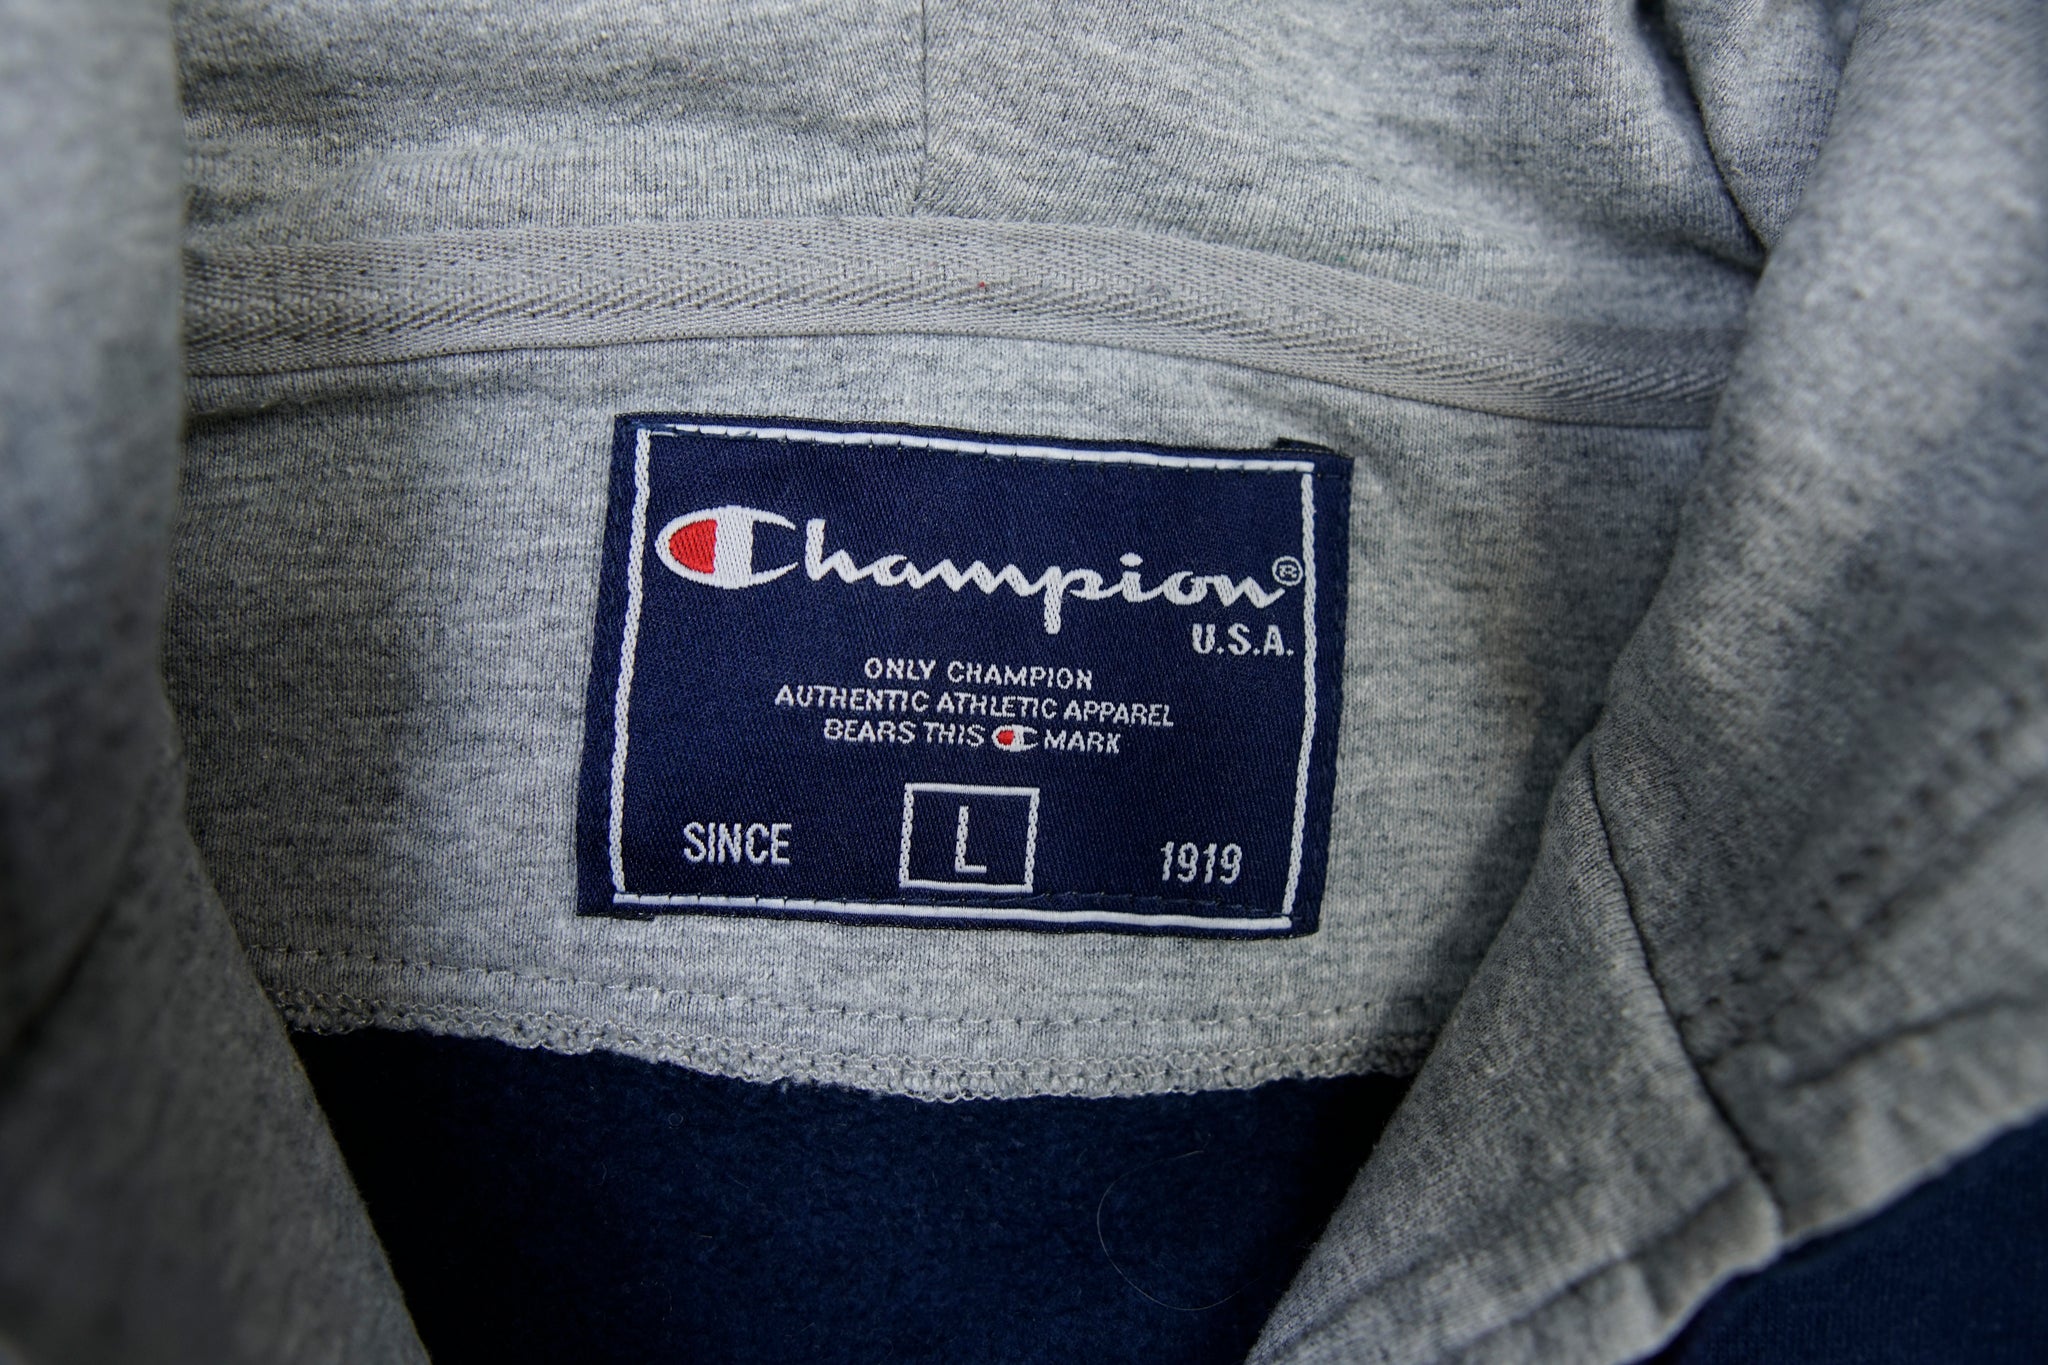 Champion®
U.S.A.
ONLY CHAMPION
AUTHENTIC ATHLETIC APPAREL
BEARS THIS C MARK
SINCE L 1919